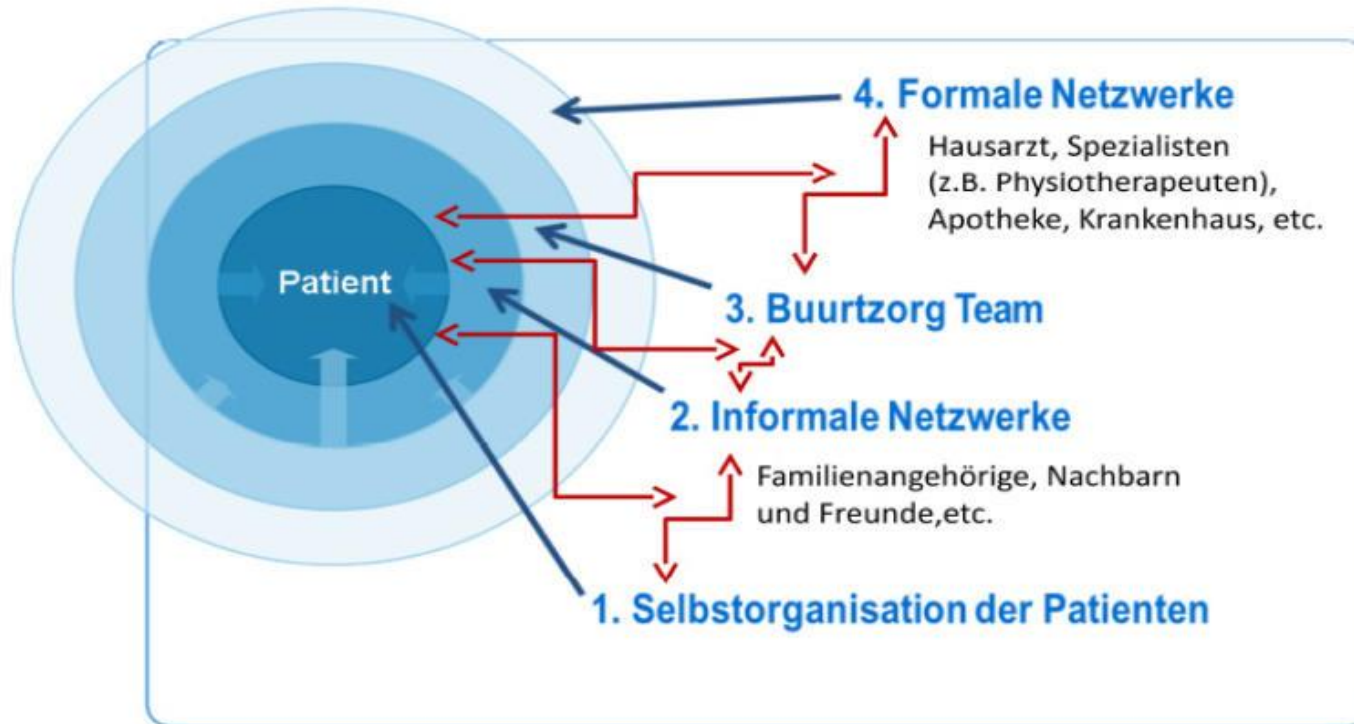 4. Formale Netzwerke
Hausarzt, Spezialisten
(z.B. Physiotherapeuten),
Apotheke, Krankenhaus, etc.
Patient
3. Buurtzorg Team
2. Informale Netzwerke
Familienangehörige, Nachbarn
und Freunde,etc.
1. Selbstorganisation der Patienten